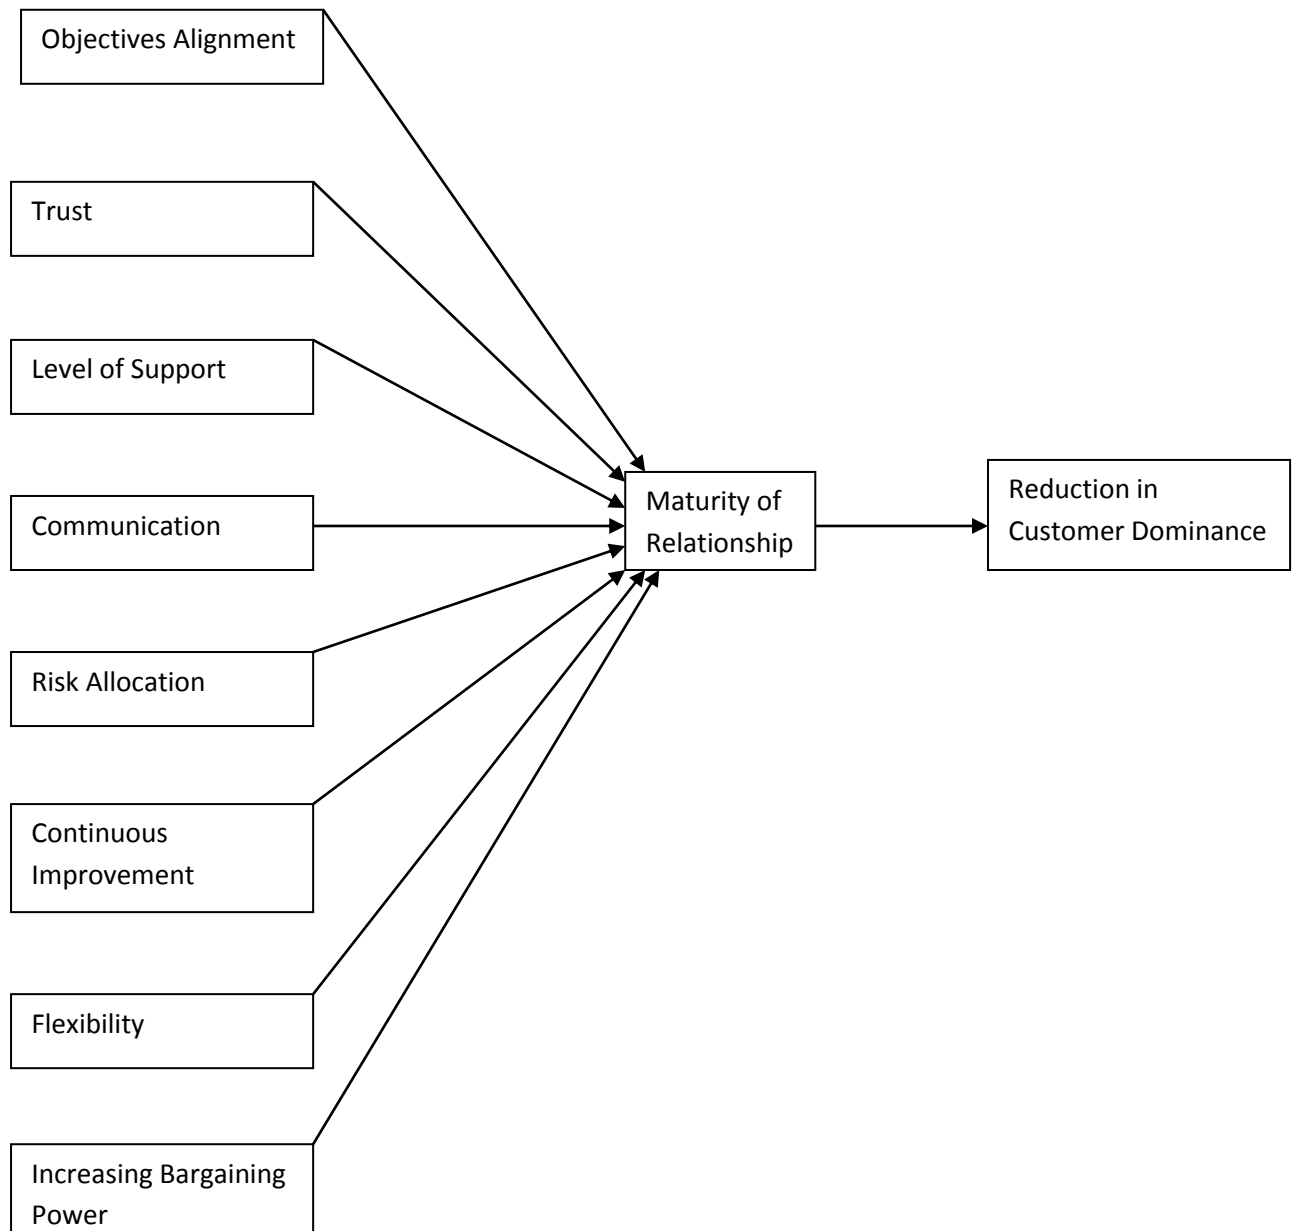 Objectives Alignment
Trust
Level of Support
Communication
Risk Allocation
Continuous
Improvement
Flexibility
Increasing Bargaining
Power
Maturity of
Relationship
Reduction in
Customer Dominance